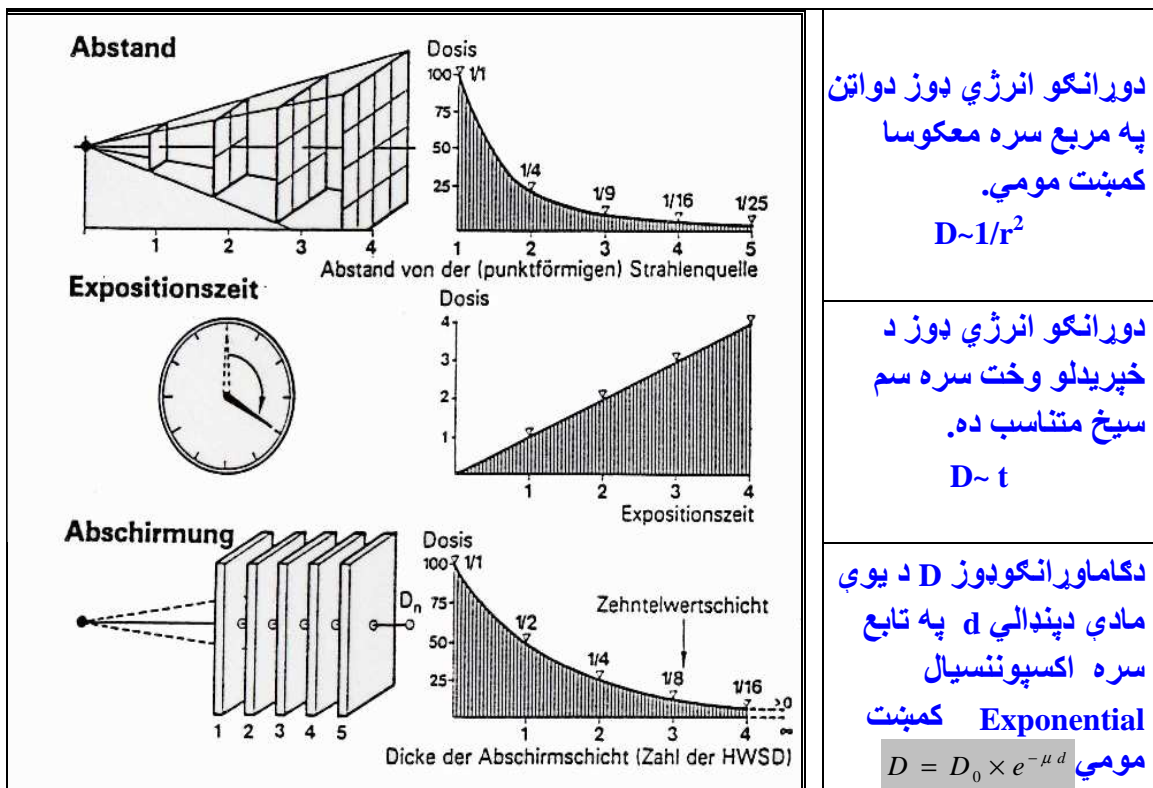 Abstand
Dosis
100
1/1
75
50
25
1/4
1/9
1/16
1/25
1 2 3 4
1 2 3 4 5
Abstand von der (punktförmigen) Strahlenquelle
دوړانګو انرژي ډوز دواټن
په مربع سره معکوسا
کمښت مومي.
D~1/r²
Expositionszeit
Dosis
4
3
2
1
1 2 3 4
Expositionszeit
دوړانګو انرژي ډوز د
خپریدلو وخت سره سم
سیخ متناسب ده.
D~ t
Abschirmung
Dosis
100
1/1
75
50
25
Dₙ
Zehntelwertschicht
1/2
1/4
1/8
1/16
>0
1 2 3 4 5
1 2 3 4 ∞
Dicke der Abschirmschicht (Zahl der HWSD)
دګاماوړانګوډوز D د یوې
مادې دپنډالي d په تابع
سره اکسپوننسیال
Exponential کمښت
مومي D = D₀ × e^(−μ d)